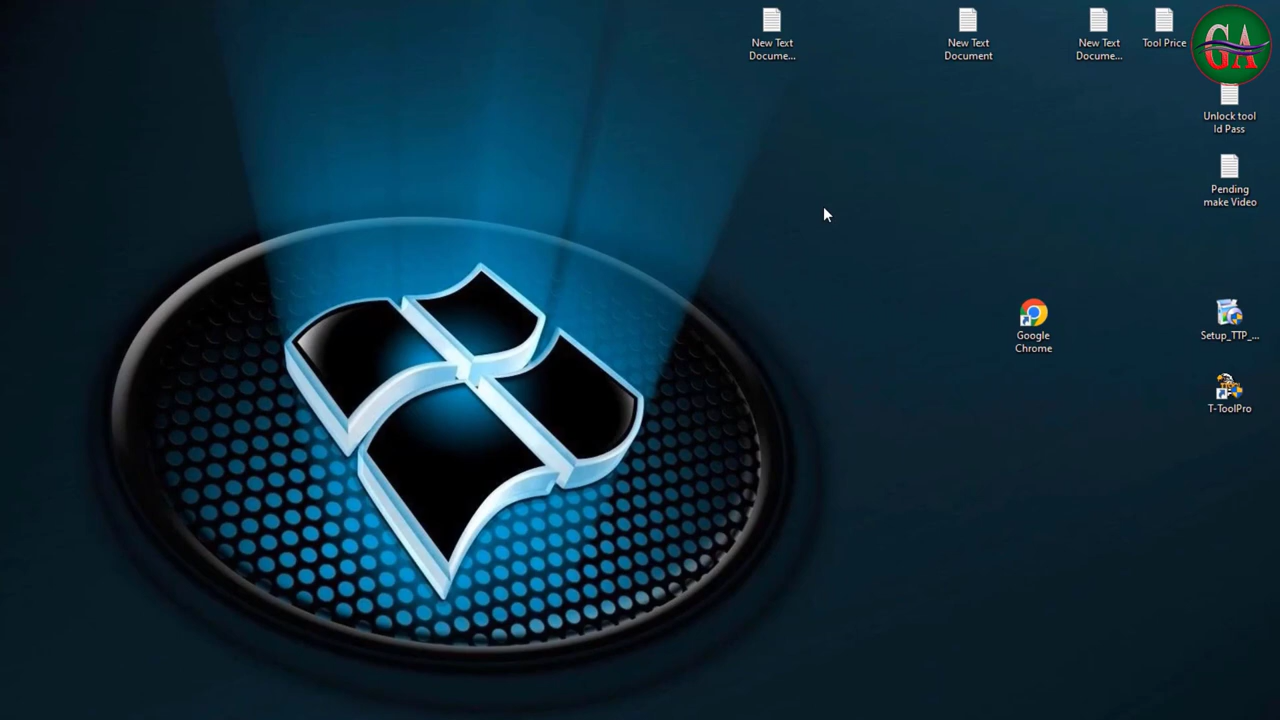 New Text
Docume...
New Text
Document
New Text
Docume...
Tool Price
GA
Unlock tool
Id Pass
Pending
make Video
Google
Chrome
Setup_TTP_...
T-ToolPro